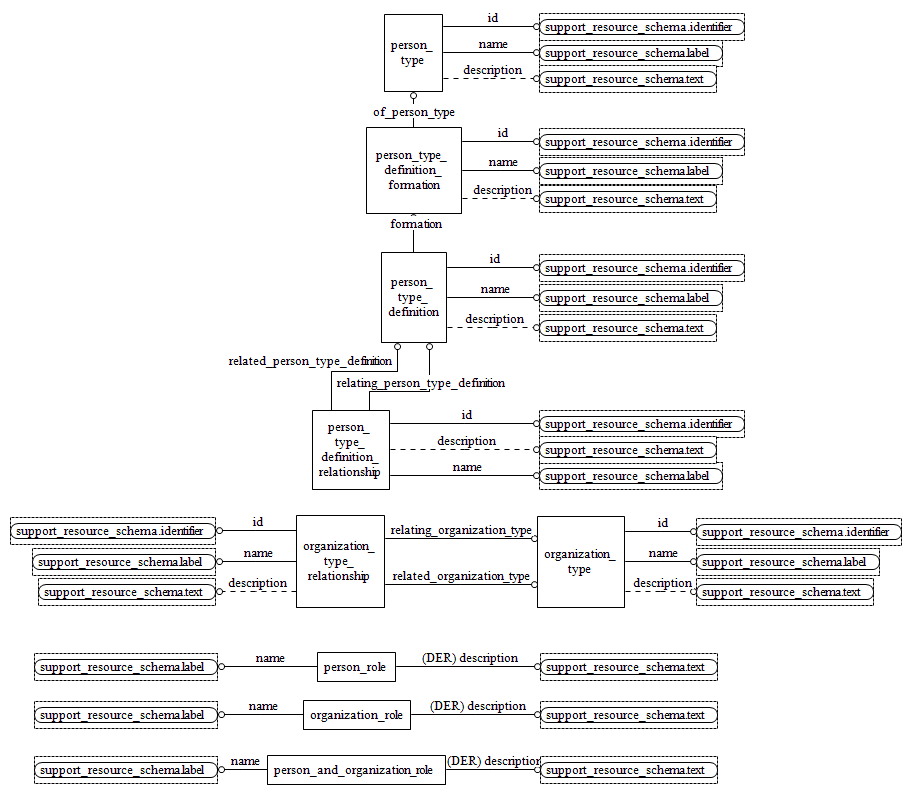 id
support_resource_schema.identifier
person_
type
name
support_resource_schema.label
description
support_resource_schema.text
of_person_type
id
support_resource_schema.identifier
person_type_
definition_
formation
name
support_resource_schema.label
description
support_resource_schema.text
formation
id
support_resource_schema.identifier
person_
type_
definition
name
support_resource_schema.label
description
support_resource_schema.text
related_person_type_definition
relating_person_type_definition
id
support_resource_schema.identifier
person_
type_
definition_
relationship
description
support_resource_schema.text
name
support_resource_schema.label
support_resource_schema.identifier
id
organization_
type_
relationship
relating_organization_type
organization_
type
id
support_resource_schema.identifier
support_resource_schema.label
name
name
support_resource_schema.label
support_resource_schema.text
description
related_organization_type
description
support_resource_schema.text
support_resource_schema.label
name
person_role
(DER) description
support_resource_schema.text
support_resource_schema.label
name
organization_role
(DER) description
support_resource_schema.text
support_resource_schema.label
name
person_and_organization_role
(DER) description
support_resource_schema.text